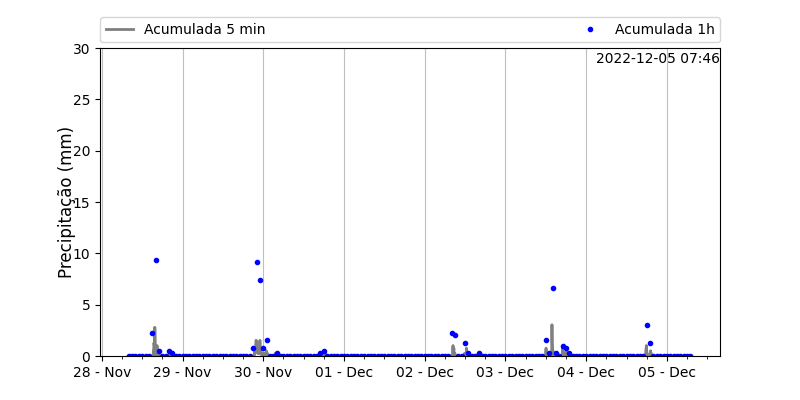 Acumulada 5 min
Acumulada 1h
2022-12-05 07:46
Precipitação (mm)
30
25
20
15
10
5
0
28 - Nov
29 - Nov
30 - Nov
01 - Dec
02 - Dec
03 - Dec
04 - Dec
05 - Dec